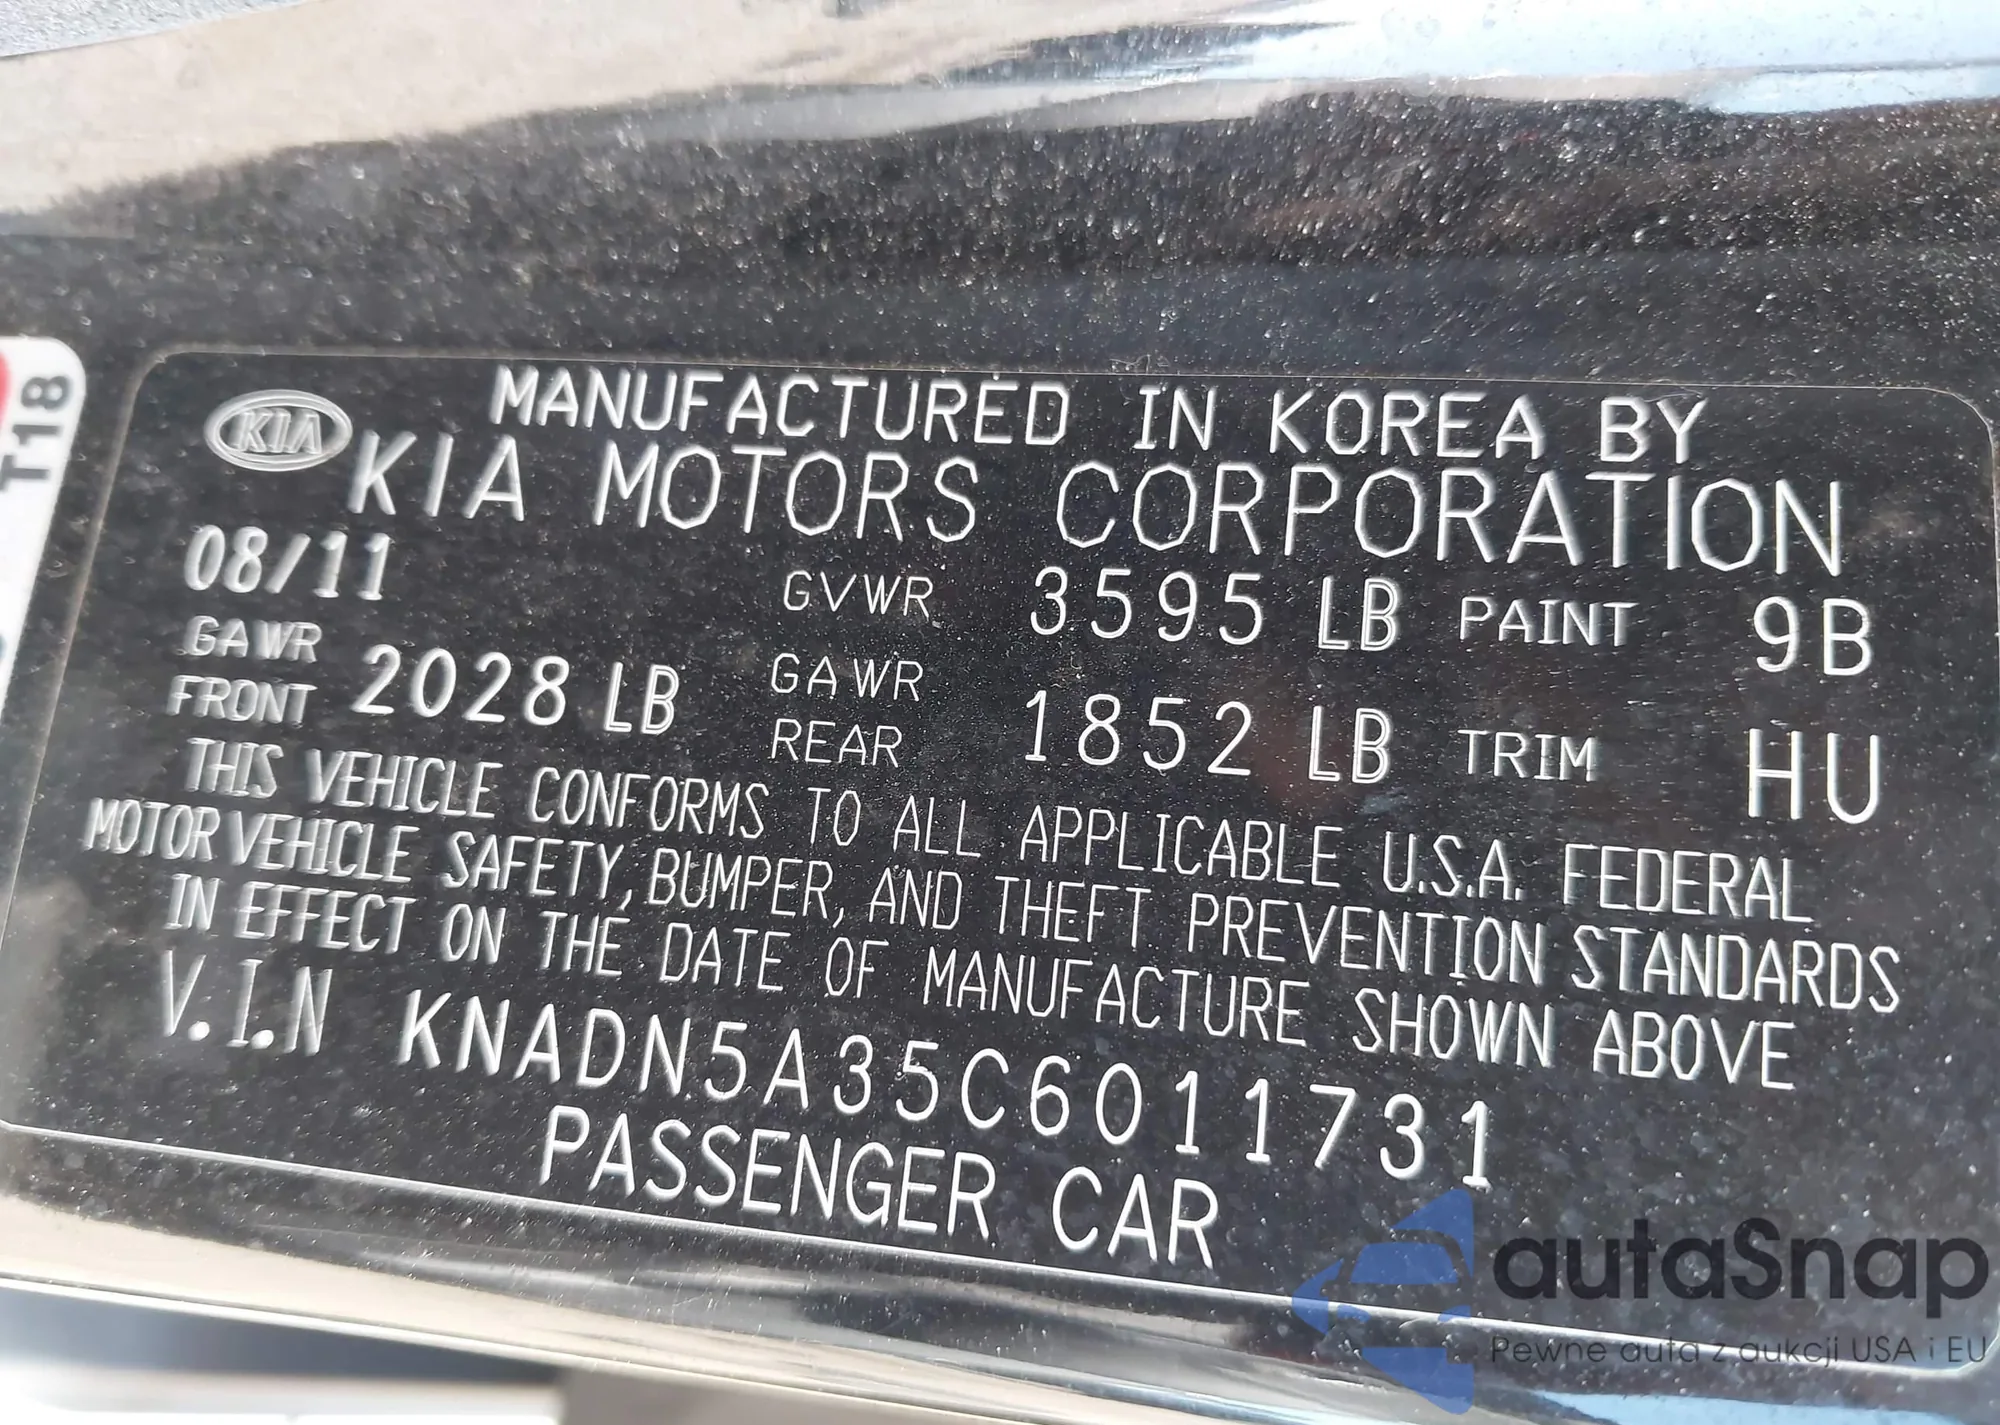 T18
KIA
MANUFACTURED IN KOREA BY
KIA MOTORS CORPORATION
08/11 GVWR 3595 LB PAINT 9B
GAWR FRONT 2028 LB GAWR REAR 1852 LB TRIM HU
THIS VEHICLE CONFORMS TO ALL APPLICABLE U.S.A. FEDERAL
MOTOR VEHICLE SAFETY, BUMPER, AND THEFT PREVENTION STANDARDS
IN EFFECT ON THE DATE OF MANUFACTURE SHOWN ABOVE
V.I.N KNADN5A35C6011731
PASSENGER CAR
autaSnap
Pewne auta z aukcji USA i EU